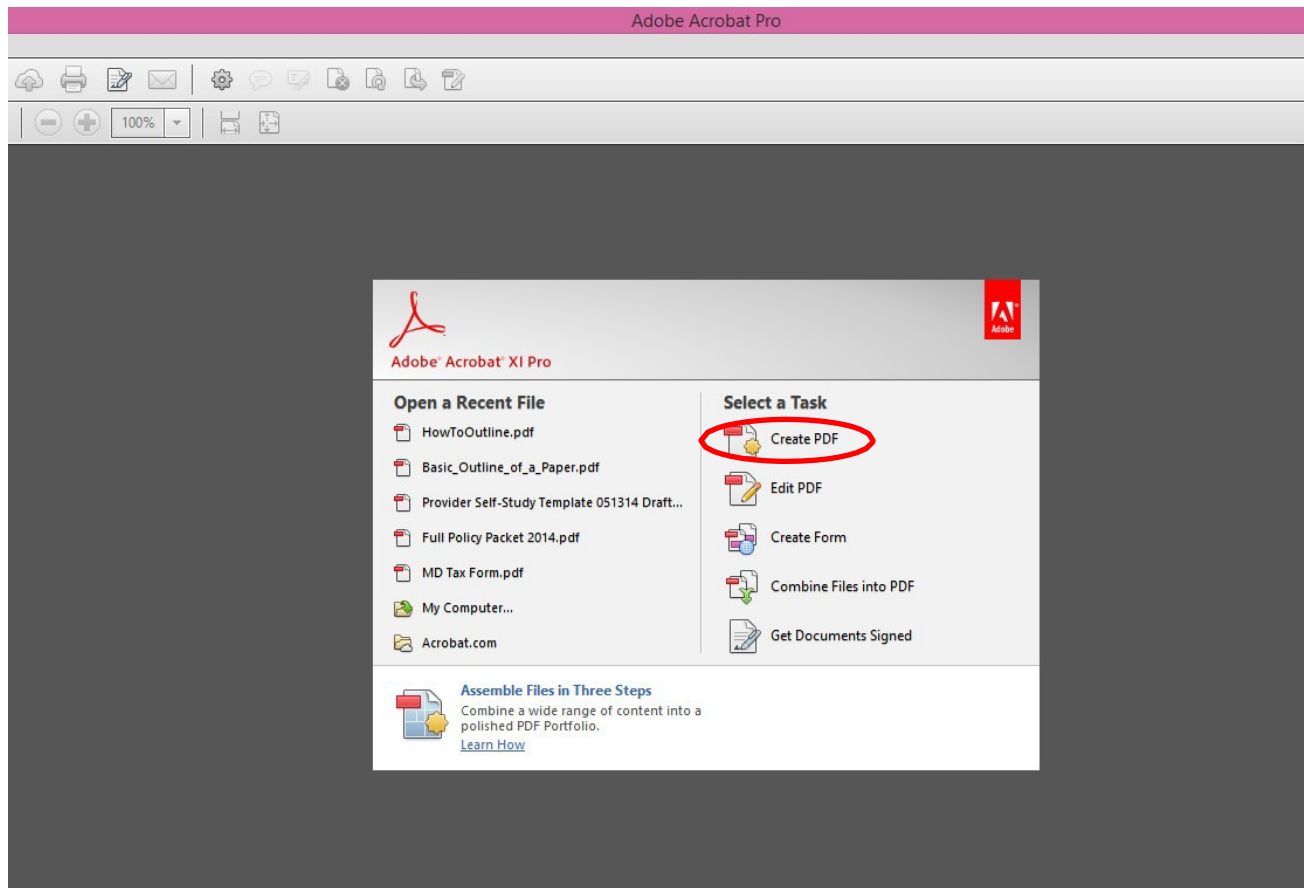 Adobe Acrobat Pro
100%
Adobe
Adobe® Acrobat® XI Pro
Open a Recent File
HowToOutline.pdf
Basic_Outline_of_a_Paper.pdf
Provider Self-Study Template 051314 Draft...
Full Policy Packet 2014.pdf
MD Tax Form.pdf
My Computer...
Acrobat.com
Select a Task
Create PDF
Edit PDF
Create Form
Combine Files into PDF
Get Documents Signed
Assemble Files in Three Steps
Combine a wide range of content into a
polished PDF Portfolio.
Learn How